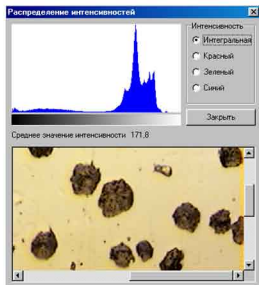 Распределение интенсивностей
Интенсивность
Интегральная
Красный
Зеленый
Синий
Закрыть
Среднее значение интенсивности 171,8